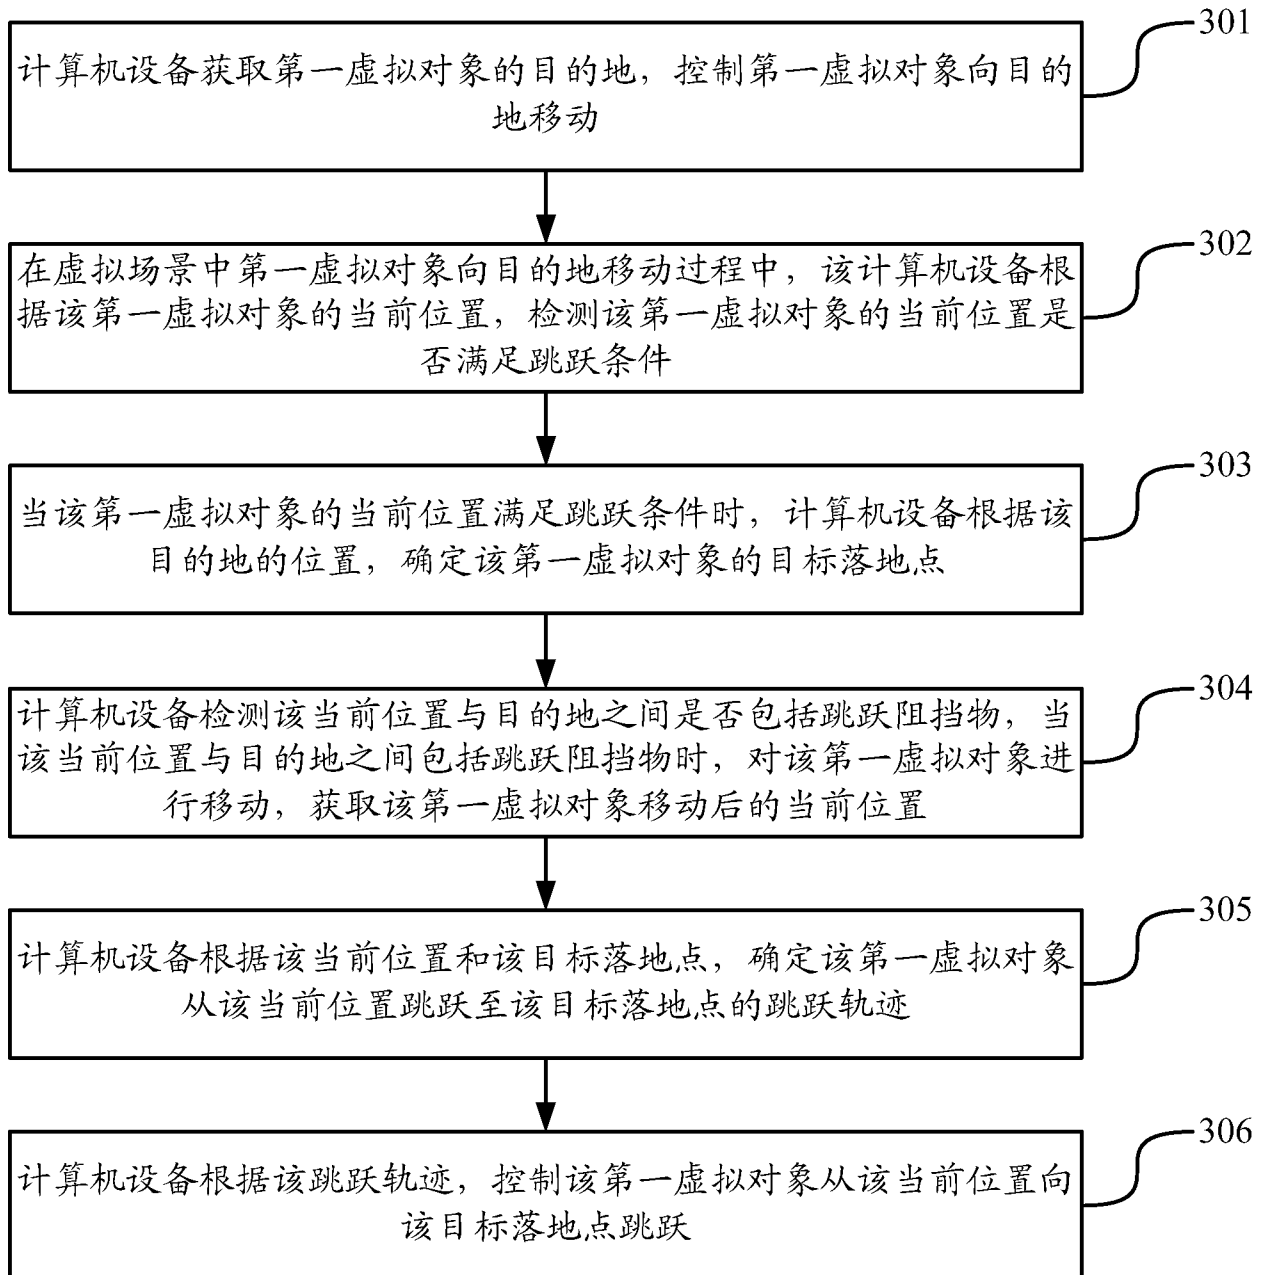 301
计算机设备获取第一虚拟对象的目的地，控制第一虚拟对象向目的
地移动
302
在虚拟场景中第一虚拟对象向目的地移动过程中，该计算机设备根
据该第一虚拟对象的当前位置，检测该第一虚拟对象的当前位置是
否满足跳跃条件
303
当该第一虚拟对象的当前位置满足跳跃条件时，计算机设备根据该
目的地的位置，确定该第一虚拟对象的目标落地点
304
计算机设备检测该当前位置与目的地之间是否包括跳跃阻挡物，当
该当前位置与目的地之间包括跳跃阻挡物时，对该第一虚拟对象进
行移动，获取该第一虚拟对象移动后的当前位置
305
计算机设备根据该当前位置和该目标落地点，确定该第一虚拟对象
从该当前位置跳跃至该目标落地点的跳跃轨迹
306
计算机设备根据该跳跃轨迹，控制该第一虚拟对象从该当前位置向
该目标落地点跳跃